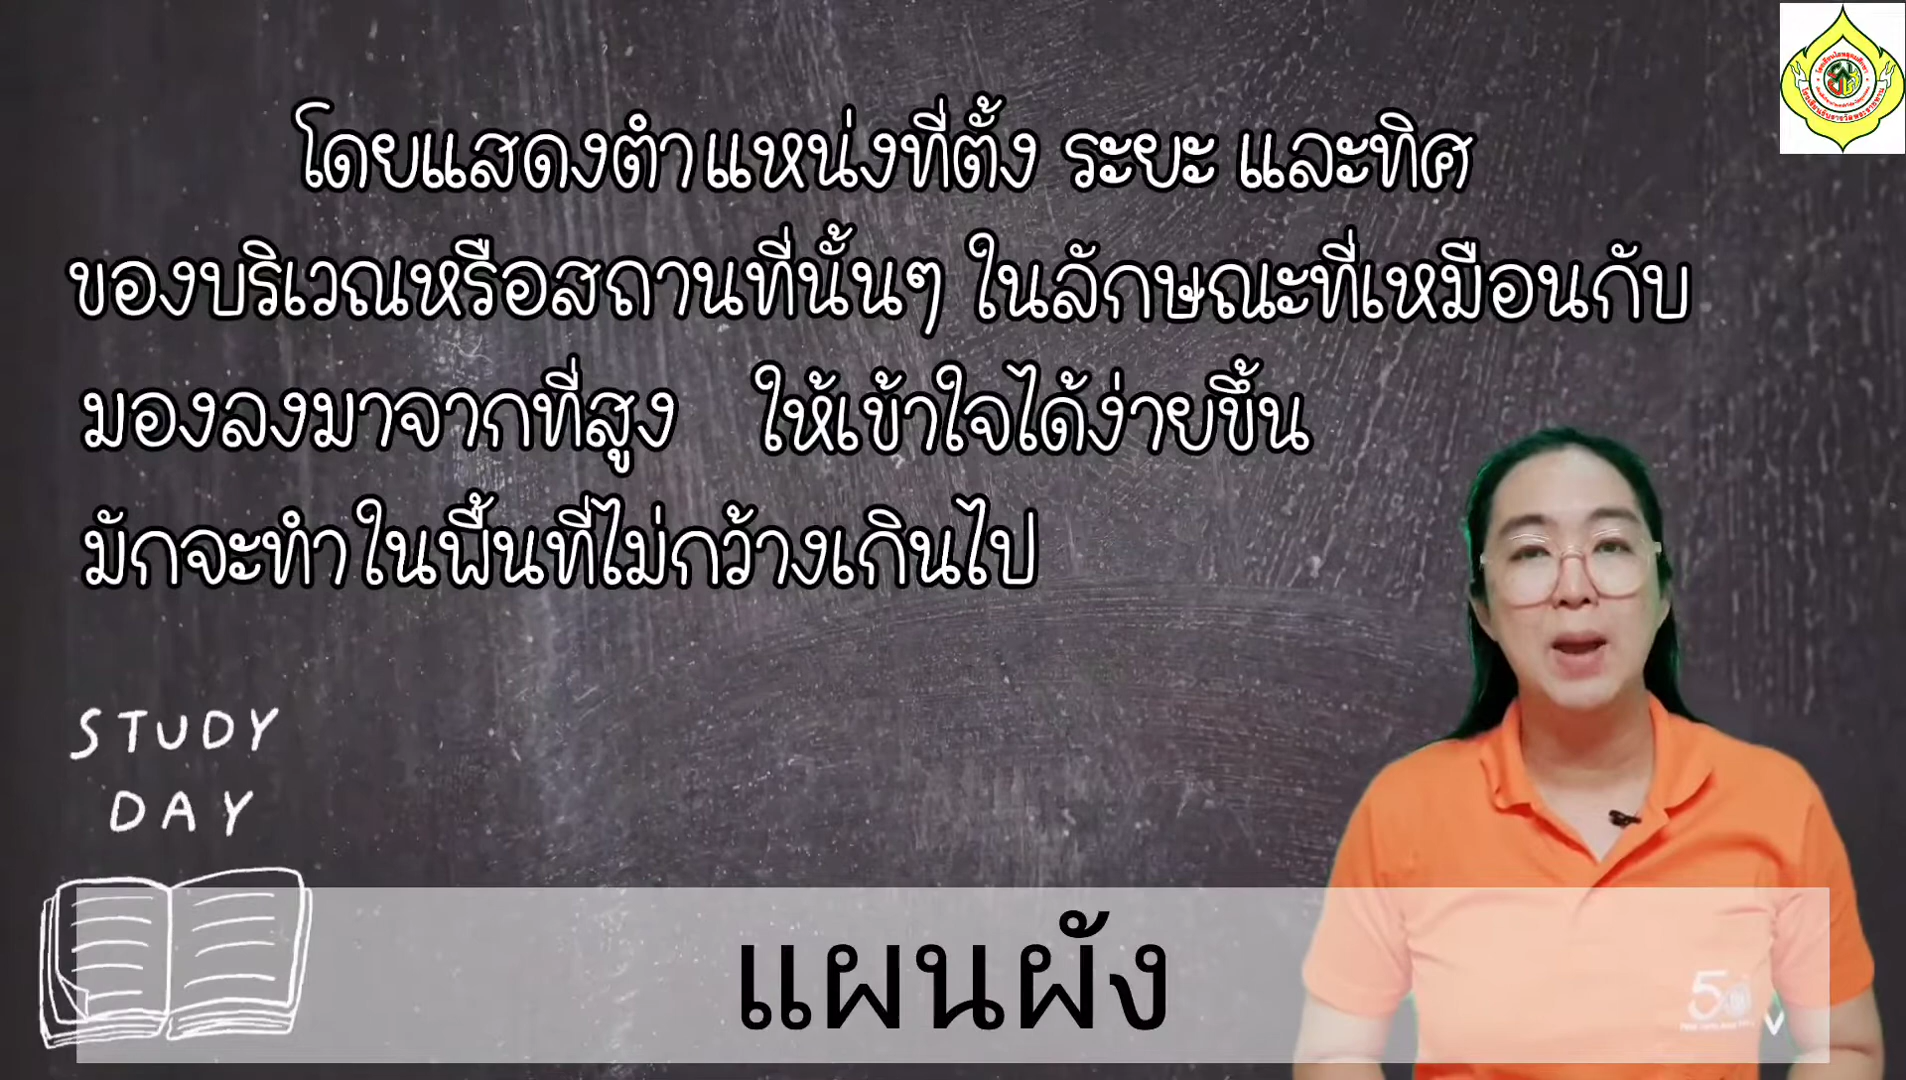 โดยแสดงตำแหน่งที่ตั้ง ระยะ และทิศ
ของบริเวณหรือสถานที่นั้นๆ ในลักษณะที่เหมือนกับ
มองลงมาจากที่สูง ให้เข้าใจได้ง่ายขึ้น
มักจะทำในพื้นที่ไม่กว้างเกินไป
STUDY
DAY
แผนผัง